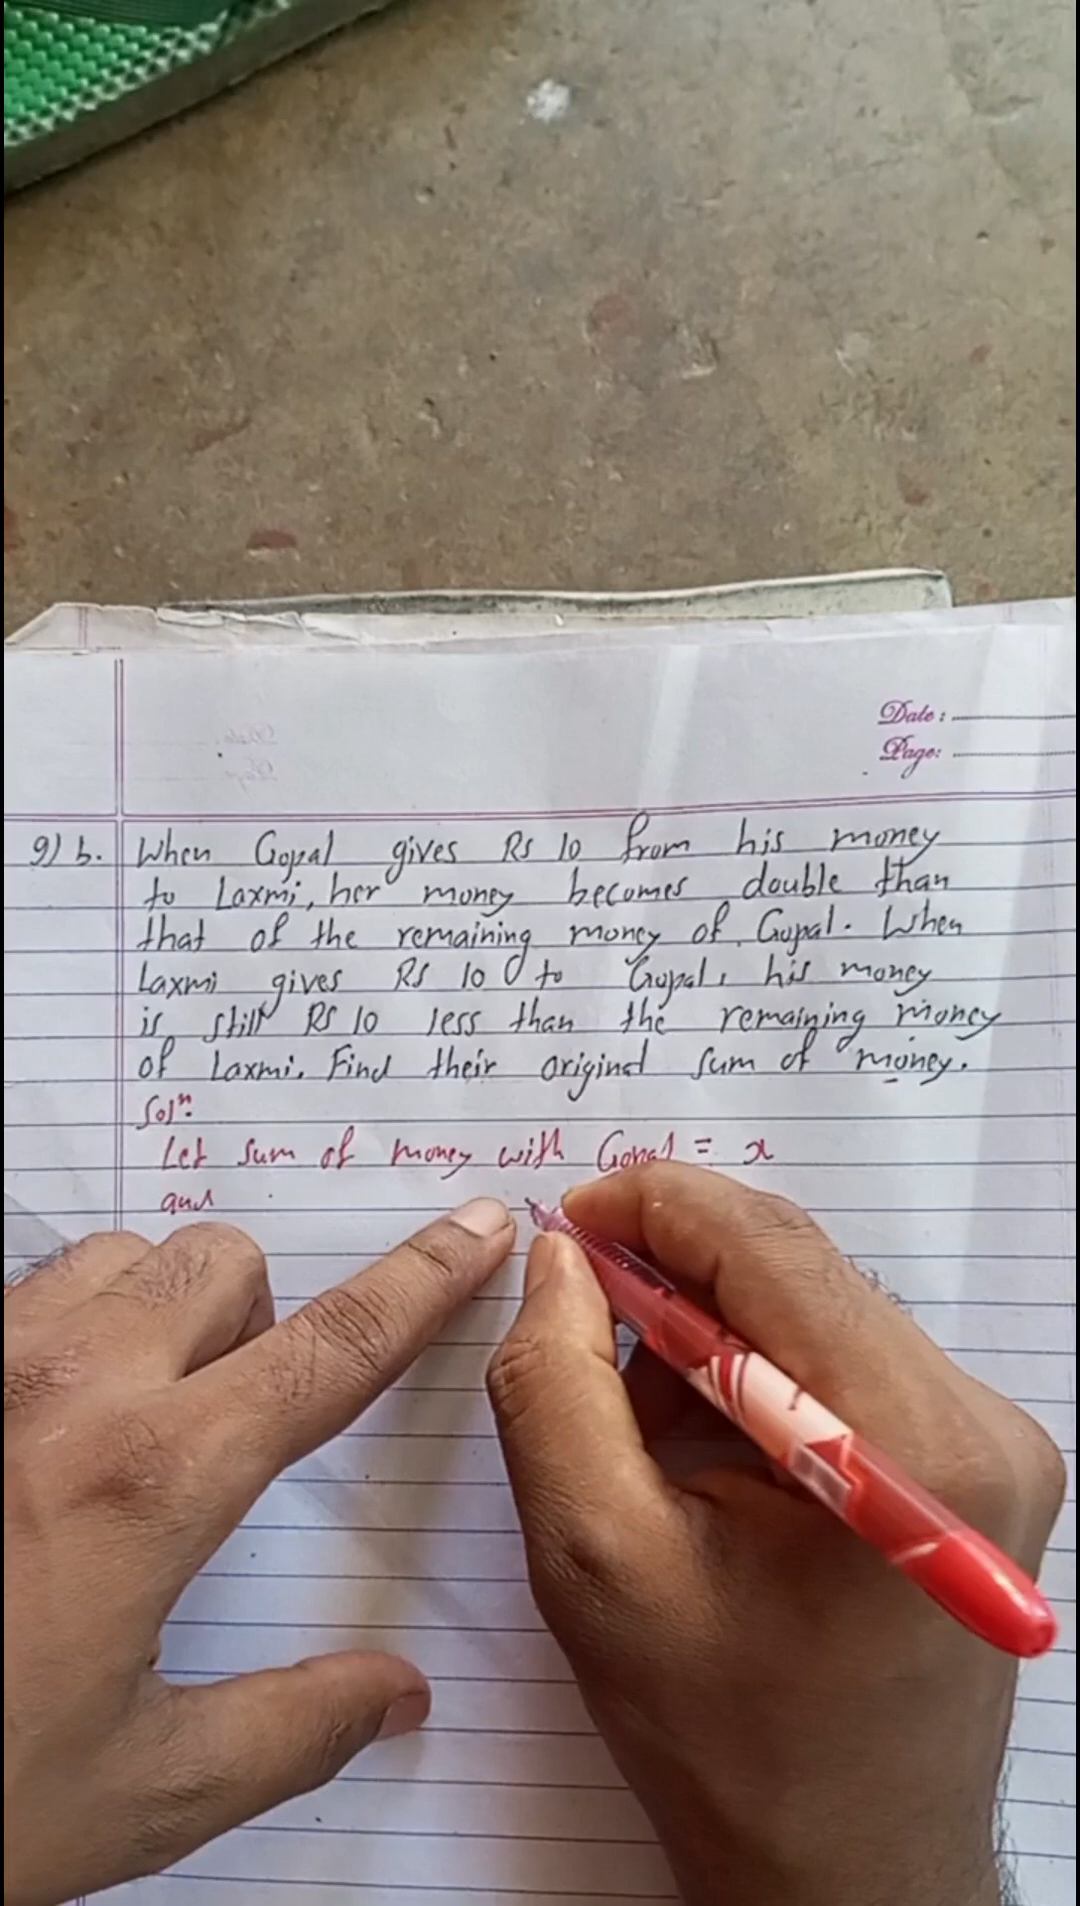 Date:
Page:
9) b. When Gopal gives Rs 10 from his money
to Laxmi, her money becomes double than
that of the remaining money of Gopal. When
Laxmi gives Rs 10 to Gopal, his money
is still Rs 10 less than the remaining money
of Laxmi. Find their original sum of money.
Solⁿ:
Let sum of money with Gopal = x
and